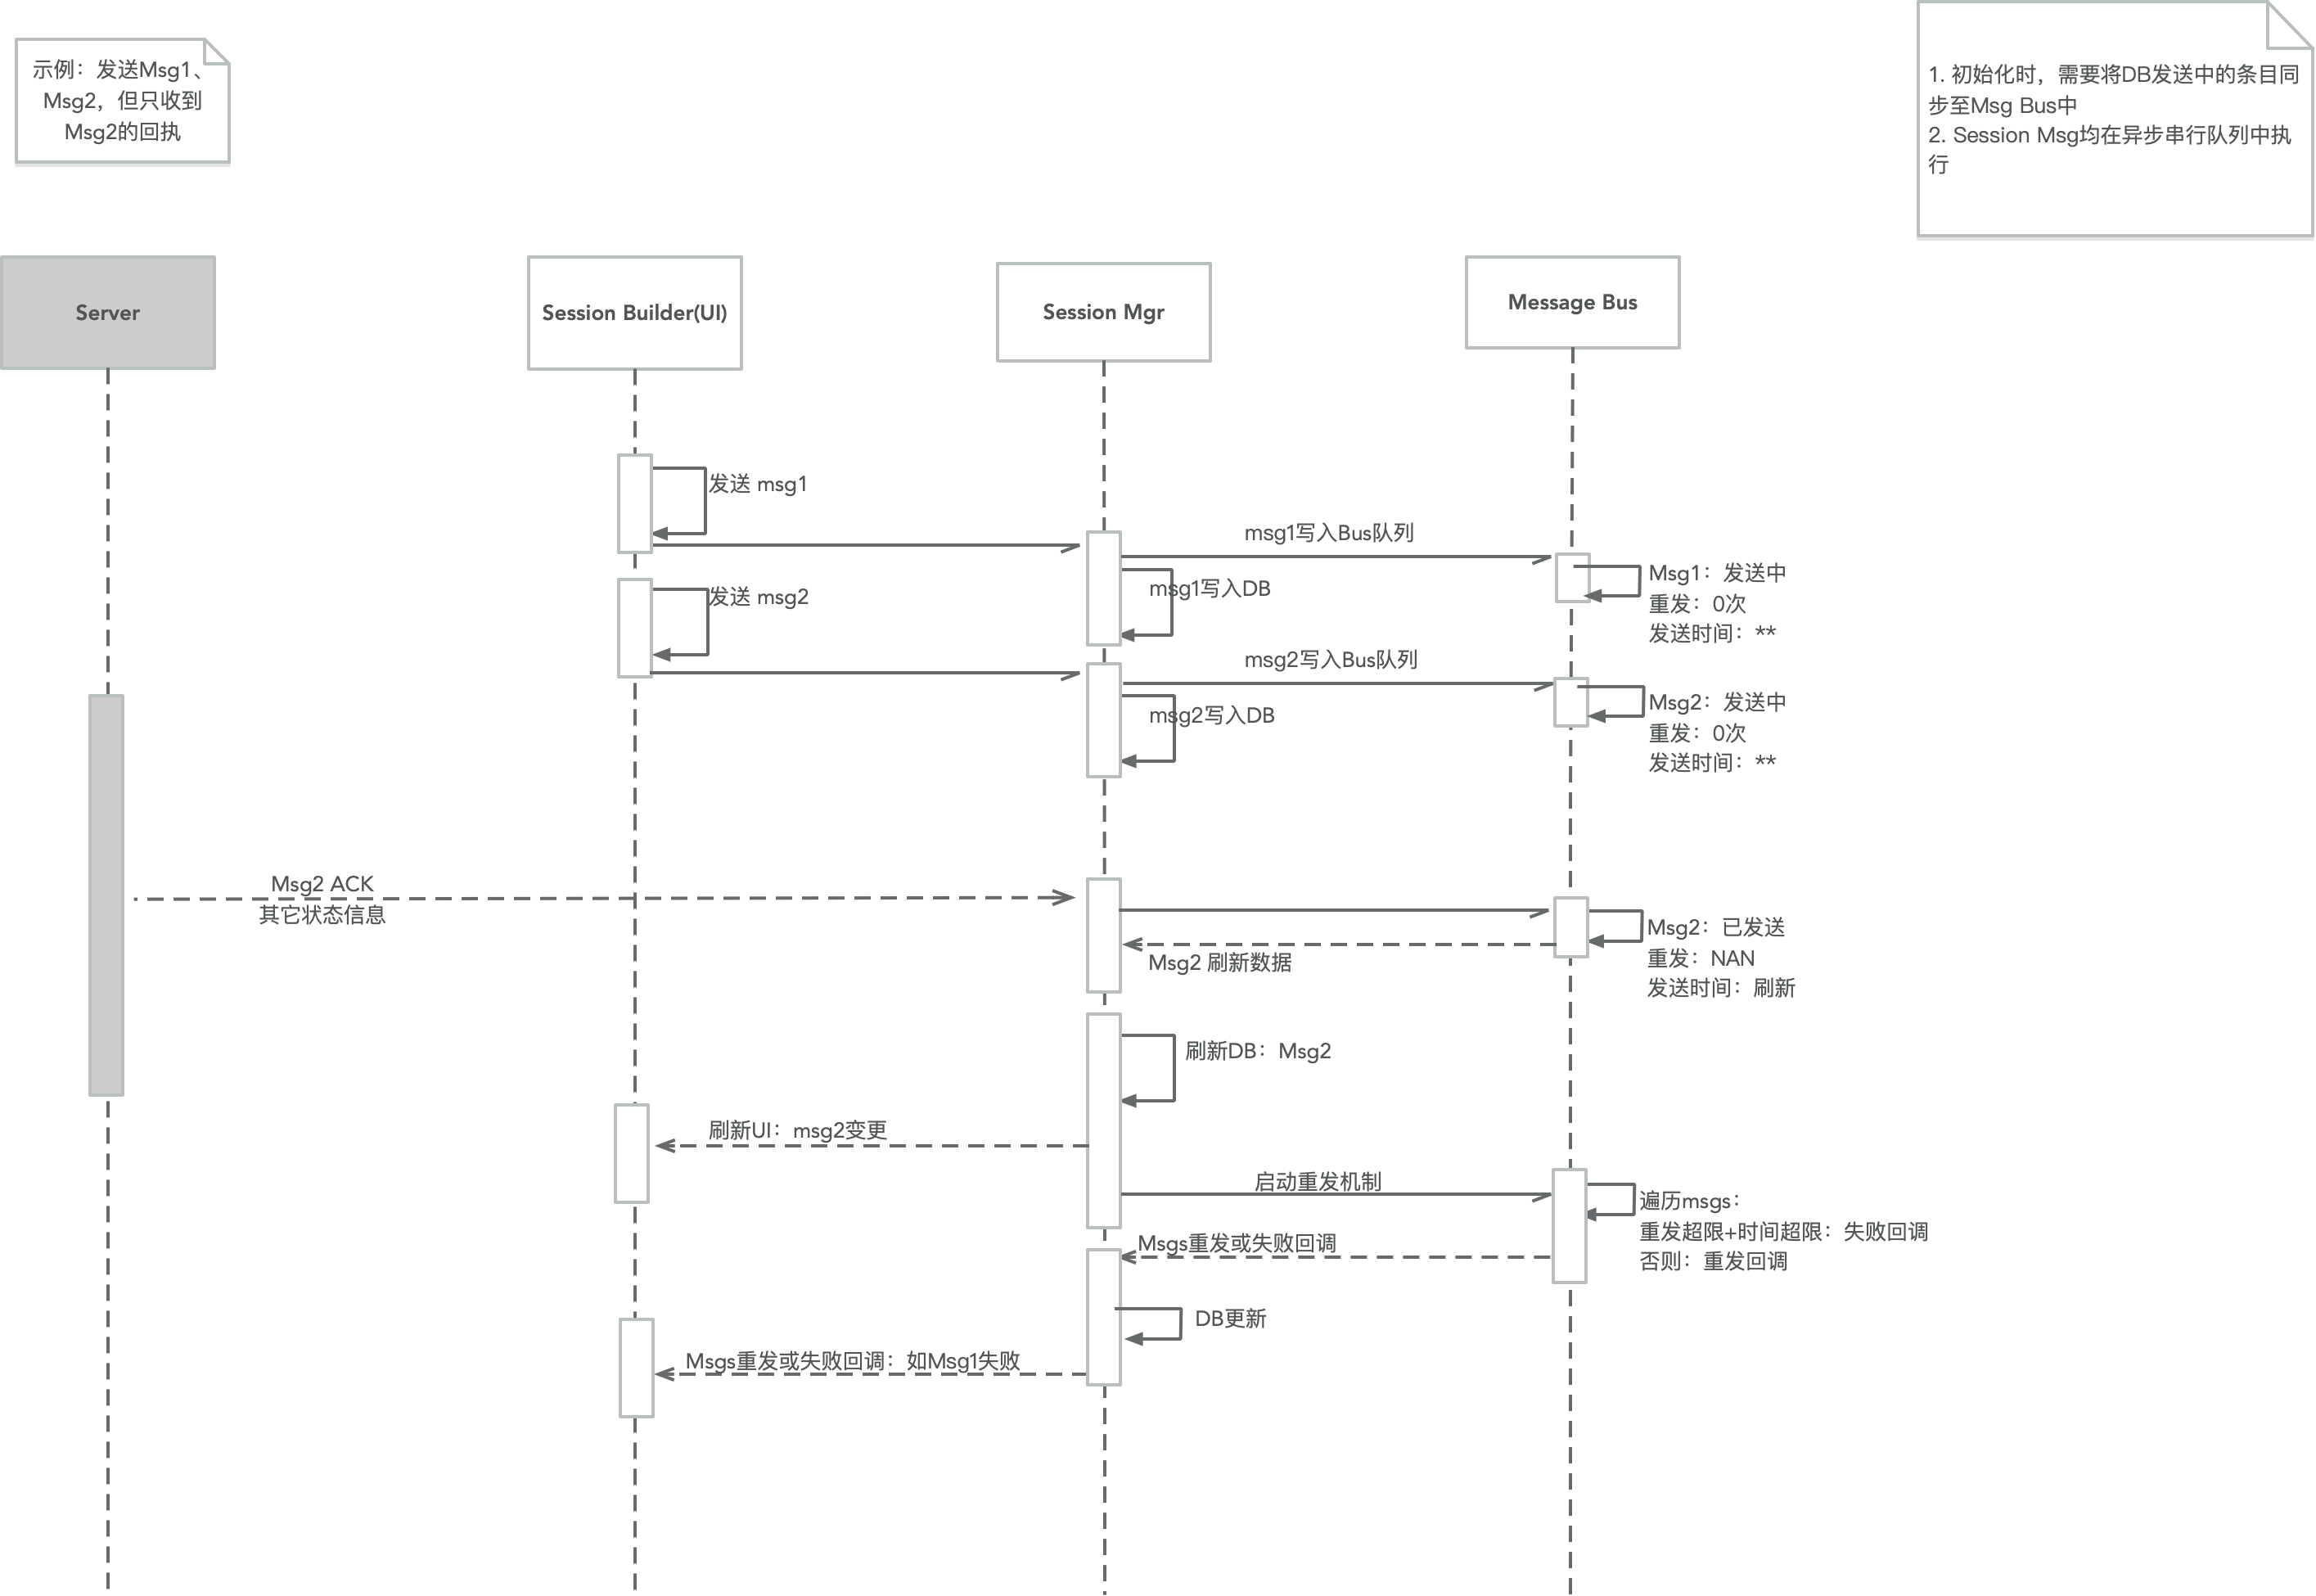 示例：发送Msg1、
Msg2，但只收到
Msg2的回执
1. 初始化时，需要将DB发送中的条目同
步至Msg Bus中
2. Session Msg均在异步串行队列中执
行
Server
Session Builder(UI)
Session Mgr
Message Bus
发送 msg1
msg1写入Bus队列
Msg1：发送中
重发：0次
发送时间：**
msg1写入DB
发送 msg2
msg2写入Bus队列
Msg2：发送中
重发：0次
发送时间：**
msg2写入DB
Msg2 ACK
其它状态信息
Msg2：已发送
重发：NAN
发送时间：刷新
Msg2 刷新数据
刷新DB：Msg2
刷新UI：msg2变更
启动重发机制
遍历msgs：
重发超限+时间超限：失败回调
否则：重发回调
Msgs重发或失败回调
DB更新
Msgs重发或失败回调：如Msg1失败